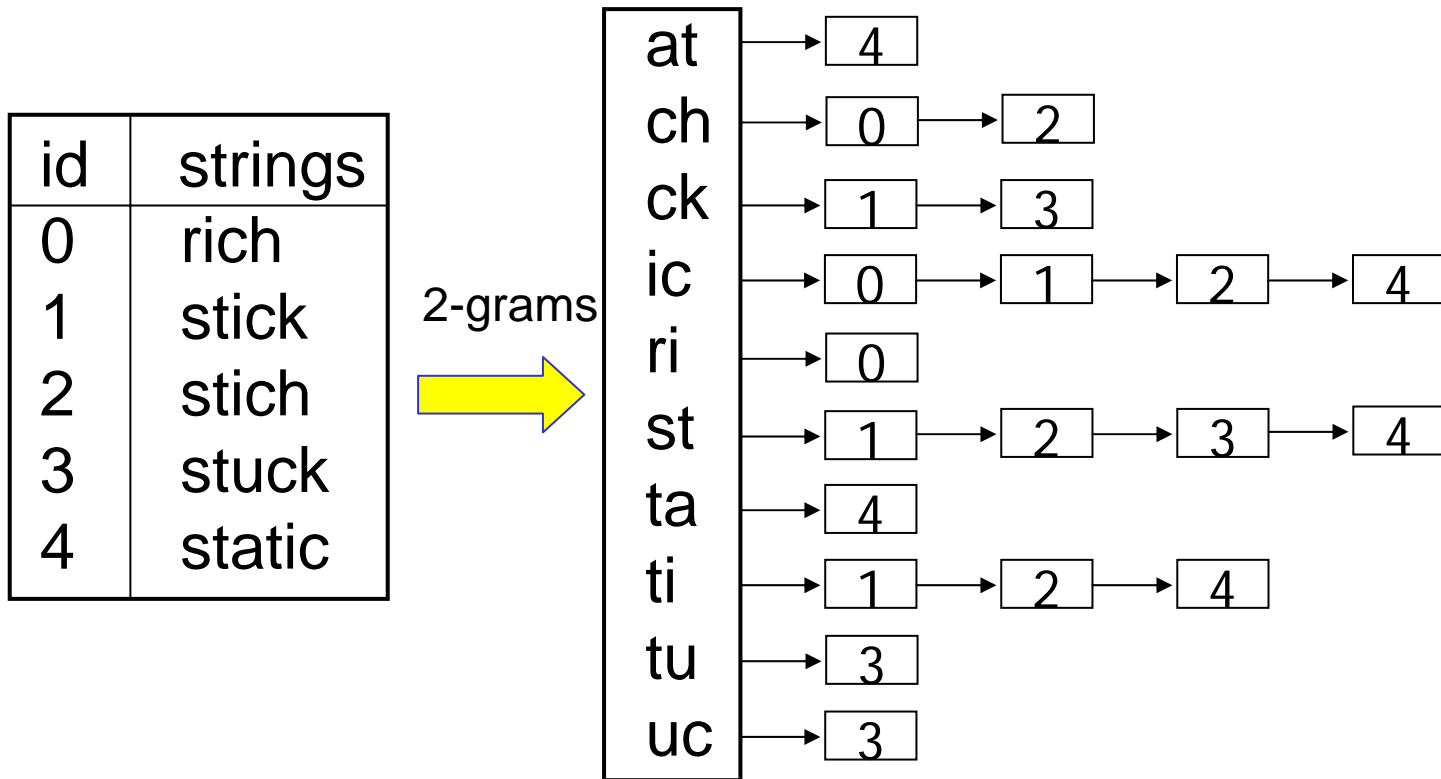 id strings
0 rich
1 stick
2 stich
3 stuck
4 static
2-grams
at 4
ch 0 2
ck 1 3
ic 0 1 2 4
ri 0
st 1 2 3 4
ta 4
ti 1 2 4
tu 3
uc 3